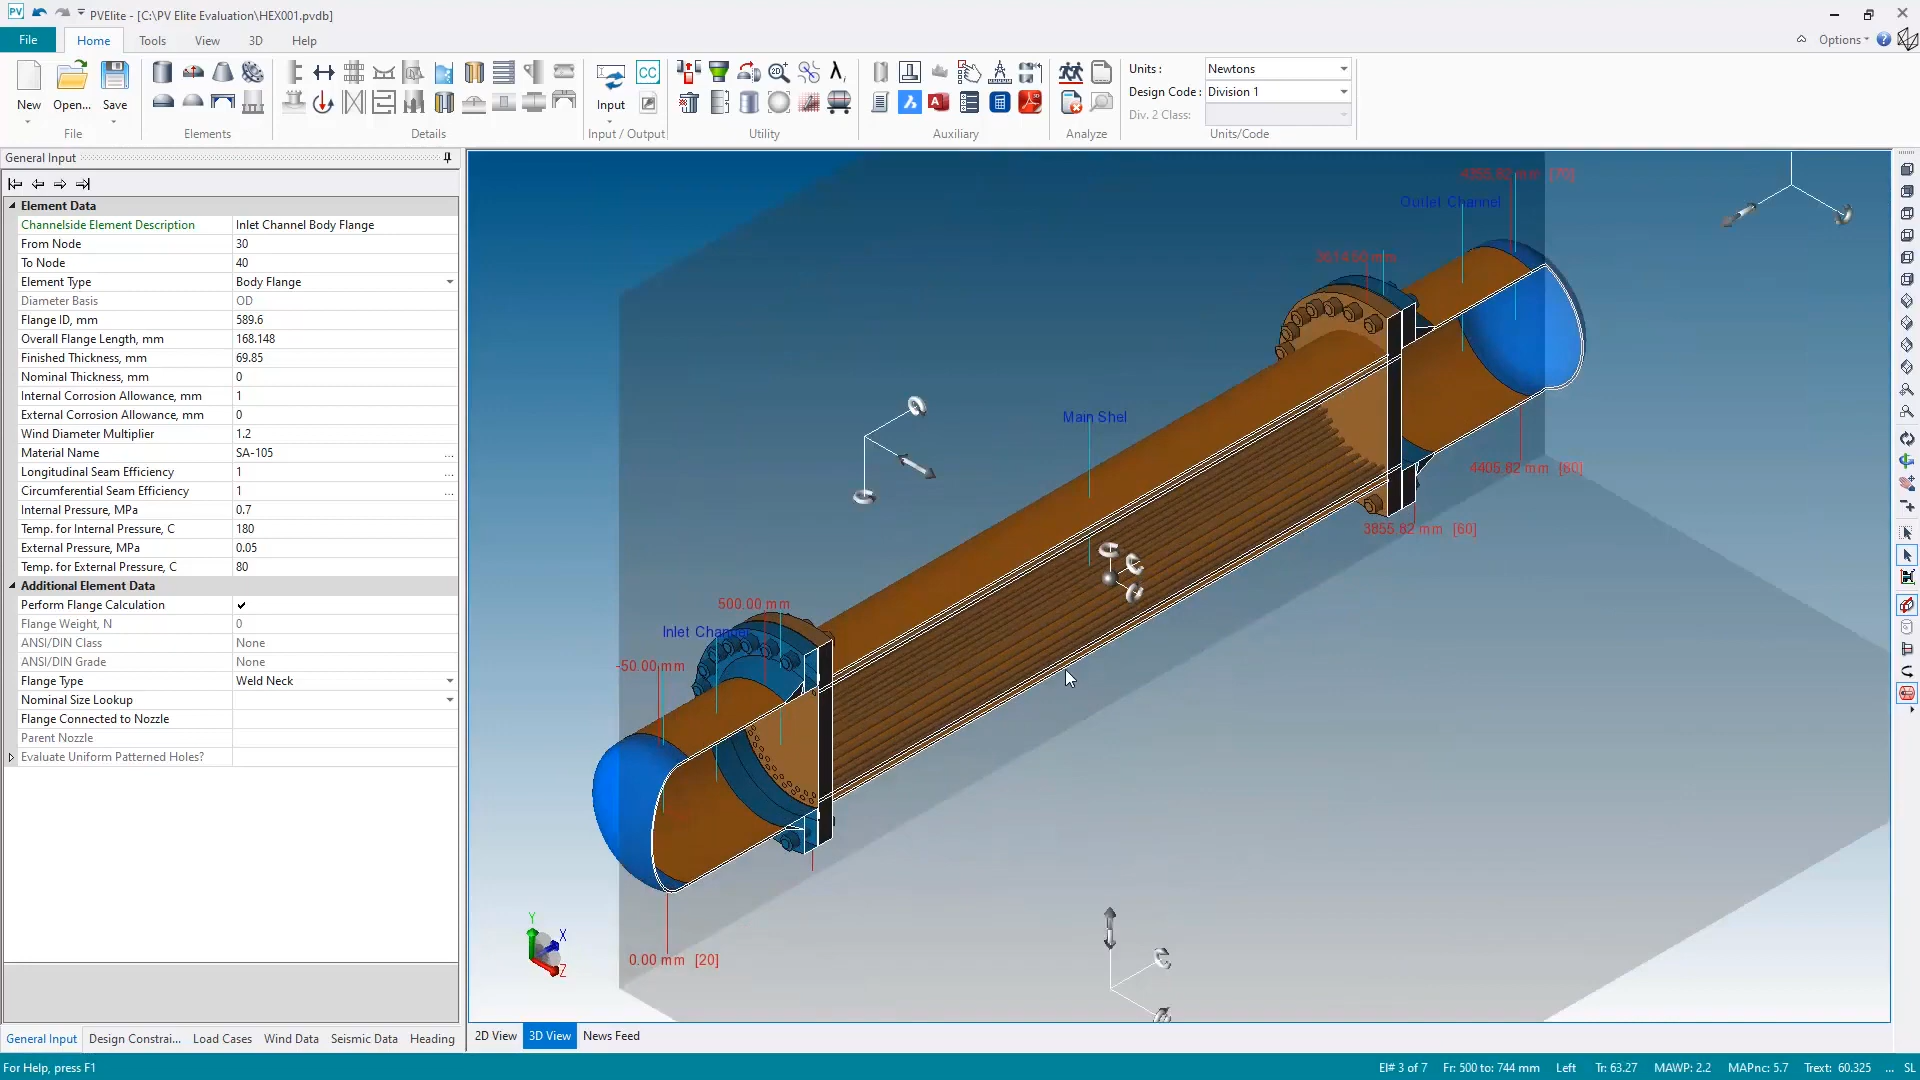 PVElite - [C:\PV Elite Evaluation\HEX001.pvdb]
File Home Tools View 3D Help
Options
New Open... Save
Input
CC
File Elements Details Input / Output Utility Auxiliary Analyze Units/Code
Units : Newtons
Design Code : Division 1
Div. 2 Class:
General Input
Element Data
Channelside Element Description Inlet Channel Body Flange
From Node 30
To Node 40
Element Type Body Flange
Diameter Basis OD
Flange ID, mm 589.6
Overall Flange Length, mm 168.148
Finished Thickness, mm 69.85
Nominal Thickness, mm 0
Internal Corrosion Allowance, mm 1
External Corrosion Allowance, mm 0
Wind Diameter Multiplier 1.2
Material Name SA-105 ...
Longitudinal Seam Efficiency 1 ...
Circumferential Seam Efficiency 1 ...
Internal Pressure, MPa 0.7
Temp. for Internal Pressure, C 180
External Pressure, MPa 0.05
Temp. for External Pressure, C 80
Additional Element Data
Perform Flange Calculation
Flange Weight, N 0
ANSI/DIN Class None
ANSI/DIN Grade None
Flange Type Weld Neck
Nominal Size Lookup
Flange Connected to Nozzle
Parent Nozzle
Evaluate Uniform Patterned Holes?
4355.82 mm [70]
Outlet Channel
3614.60 mm
Main Shel
4405.82 mm [80]
3855.82 mm [60]
500.00 mm
Inlet Channel
-50.00 mm
0.00 mm [20]
Y
X
Z
General Input Design Constrai... Load Cases Wind Data Seismic Data Heading
2D View 3D View News Feed
For Help, press F1
El# 3 of 7 Fr: 500 to: 744 mm Left Tr: 63.27 MAWP: 2.2 MAPnc: 5.7 Trext: 60.325 ... SL